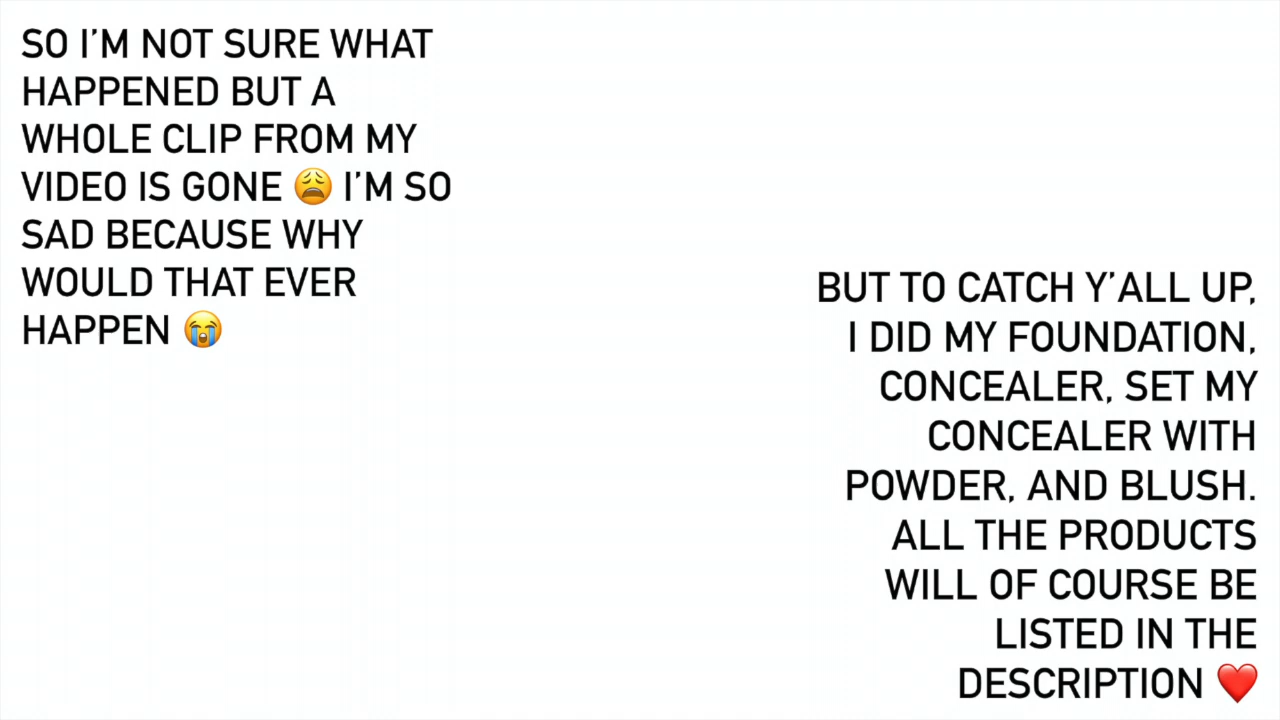 SO I’M NOT SURE WHAT
HAPPENED BUT A
WHOLE CLIP FROM MY
VIDEO IS GONE 😩 I’M SO
SAD BECAUSE WHY
WOULD THAT EVER
HAPPEN 😭
BUT TO CATCH Y’ALL UP,
I DID MY FOUNDATION,
CONCEALER, SET MY
CONCEALER WITH
POWDER, AND BLUSH.
ALL THE PRODUCTS
WILL OF COURSE BE
LISTED IN THE
DESCRIPTION ❤️